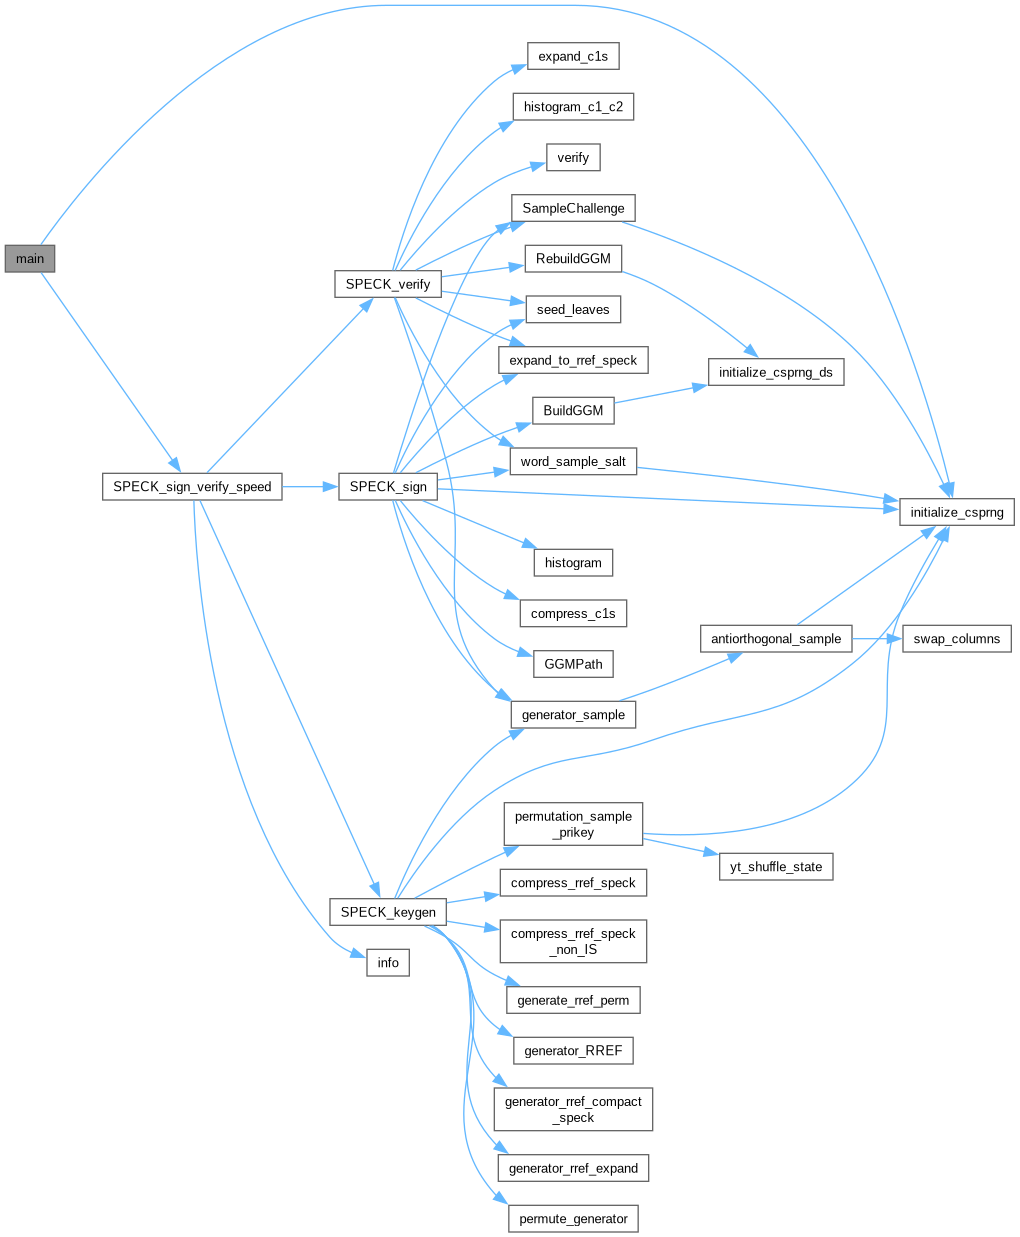 expand_c1s
histogram_c1_c2
verify
SampleChallenge
main
RebuildGGM
SPECK_verify
seed_leaves
expand_to_rref_speck
initialize_csprng_ds
BuildGGM
word_sample_salt
SPECK_sign_verify_speed
SPECK_sign
initialize_csprng
histogram
compress_c1s
antiorthogonal_sample
swap_columns
GGMPath
generator_sample
permutation_sample
_prikey
yt_shuffle_state
compress_rref_speck
SPECK_keygen
compress_rref_speck
_non_IS
info
generate_rref_perm
generator_RREF
generator_rref_compact
_speck
generator_rref_expand
permute_generator